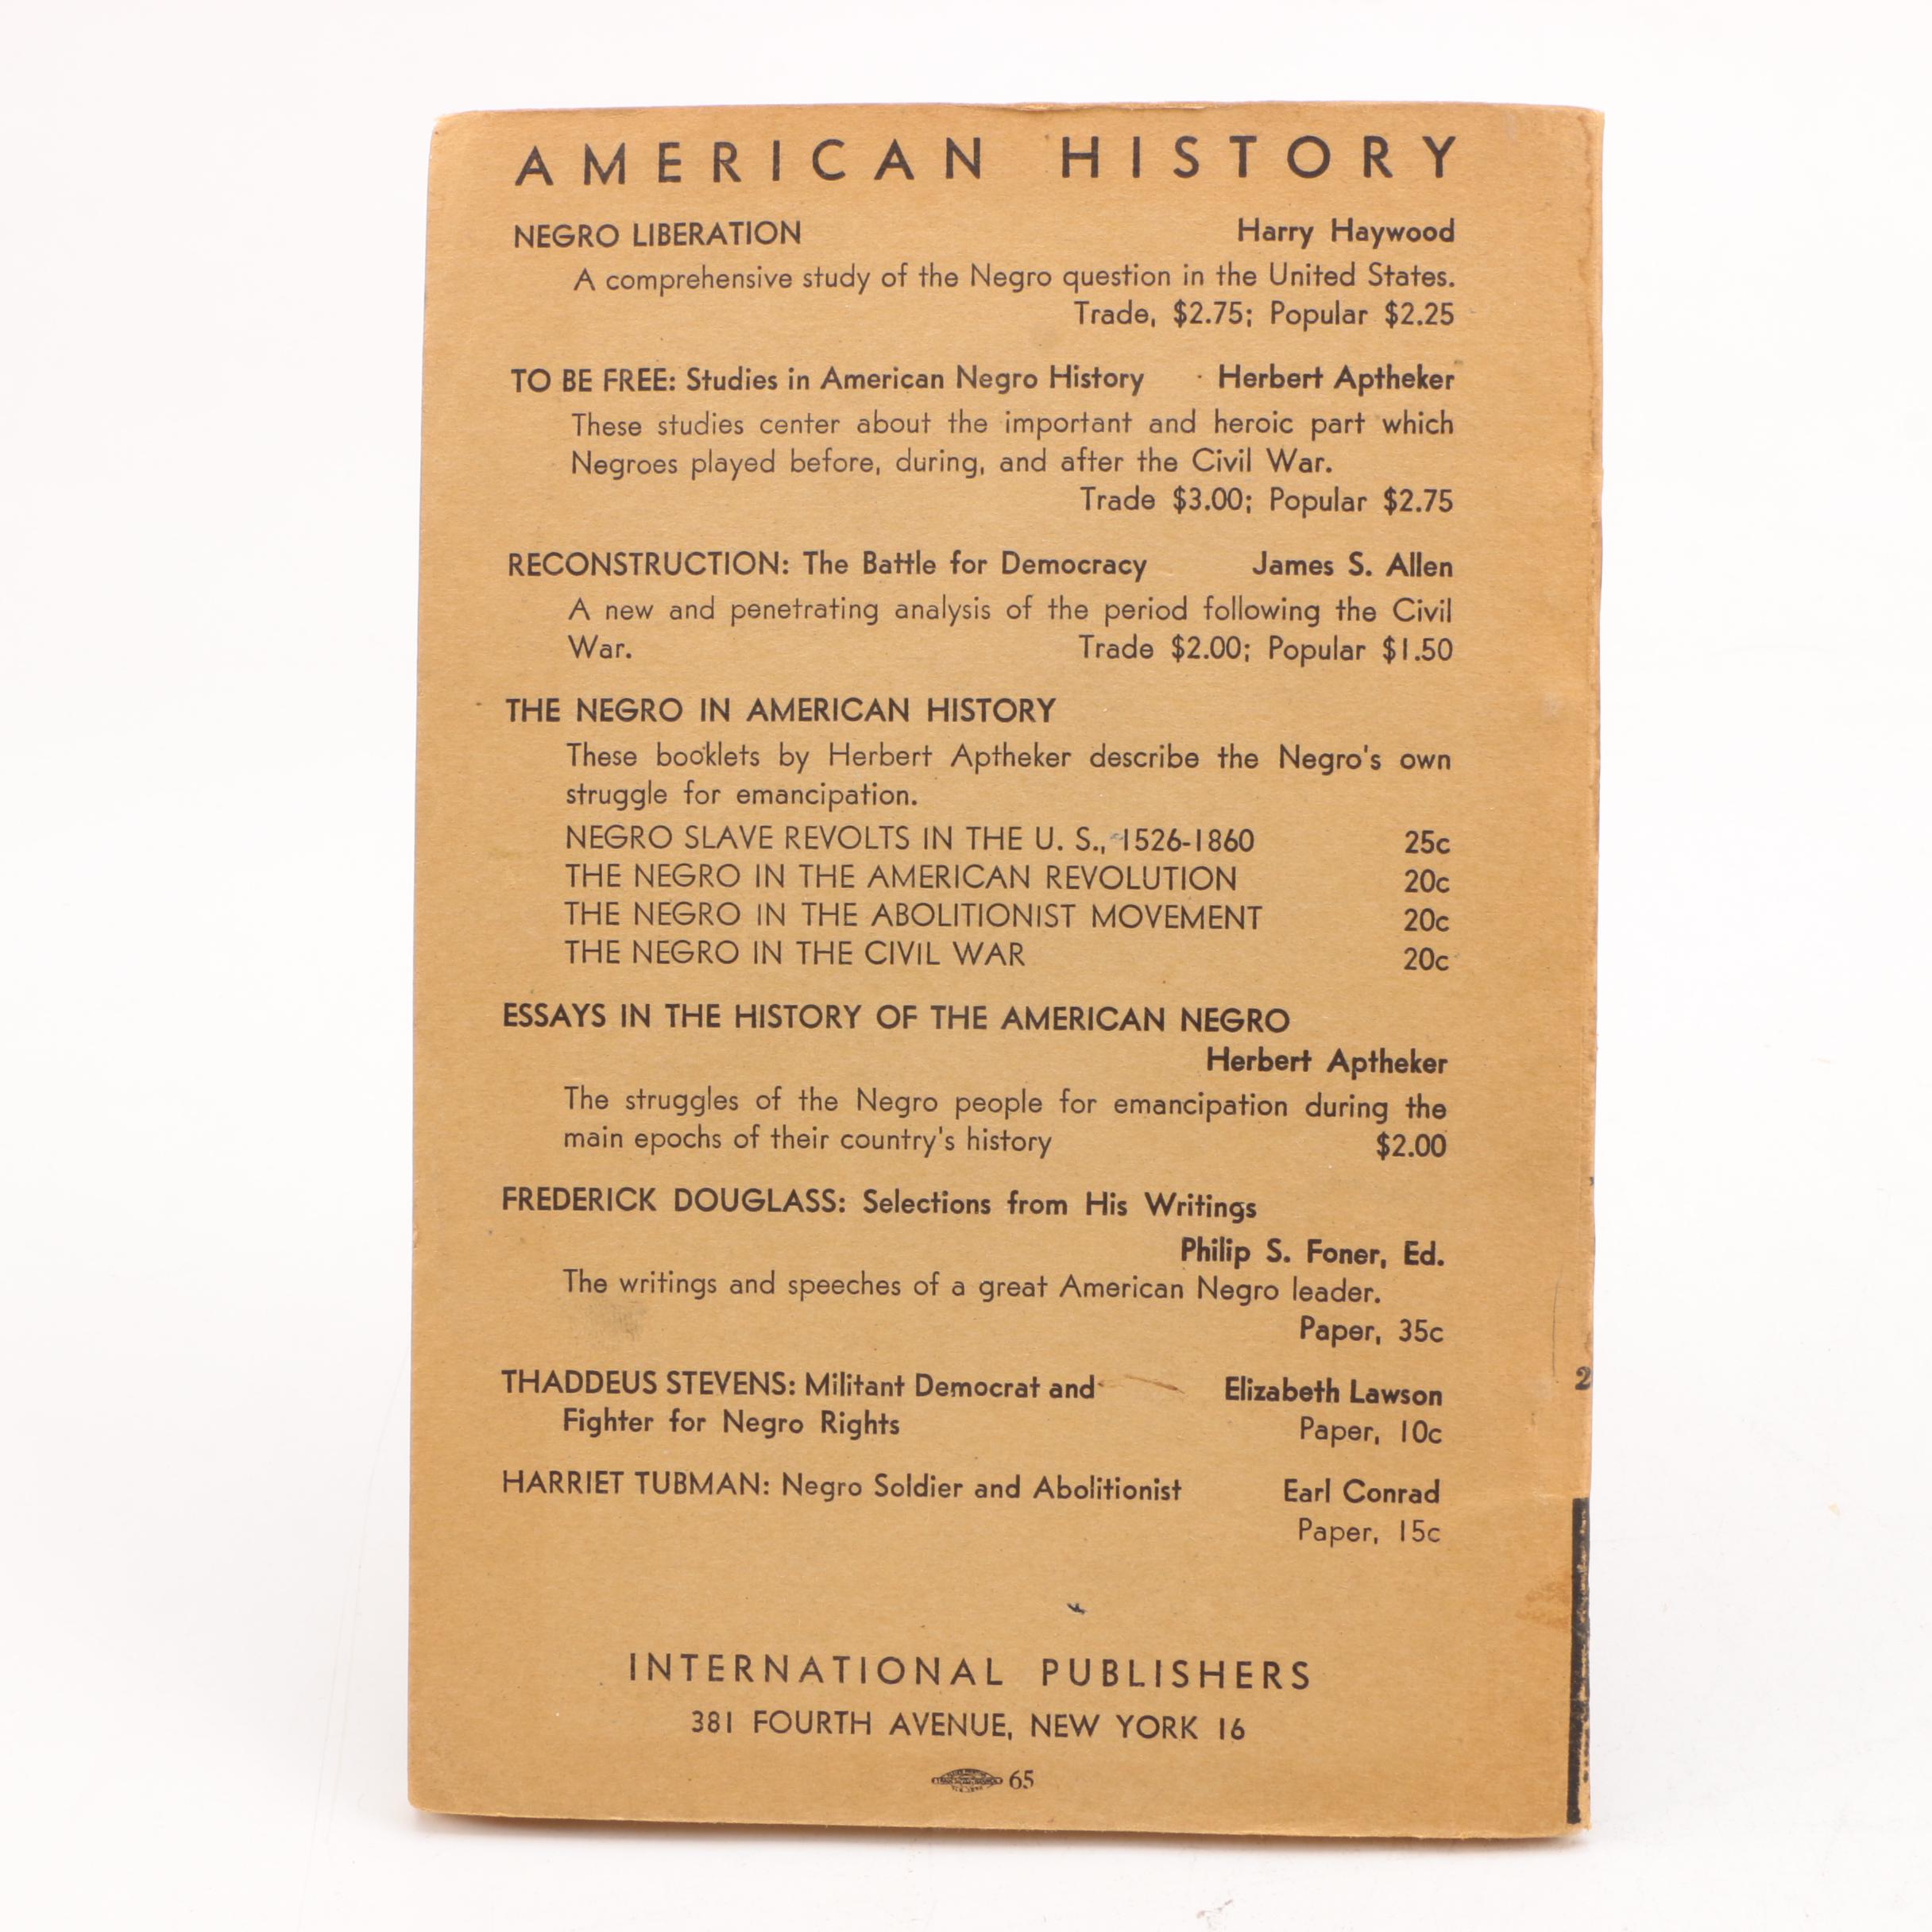 AMERICAN HISTORY
NEGRO LIBERATION Harry Haywood
A comprehensive study of the Negro question in the United States.
Trade, $2.75; Popular $2.25
TO BE FREE: Studies in American Negro History Herbert Aptheker
These studies center about the important and heroic part which
Negroes played before, during, and after the Civil War.
Trade $3.00; Popular $2.75
RECONSTRUCTION: The Battle for Democracy James S. Allen
A new and penetrating analysis of the period following the Civil
War. Trade $2.00; Popular $1.50
THE NEGRO IN AMERICAN HISTORY
These booklets by Herbert Aptheker describe the Negro's own
struggle for emancipation.
NEGRO SLAVE REVOLTS IN THE U. S., 1526-1860 25c
THE NEGRO IN THE AMERICAN REVOLUTION 20c
THE NEGRO IN THE ABOLITIONIST MOVEMENT 20c
THE NEGRO IN THE CIVIL WAR 20c
ESSAYS IN THE HISTORY OF THE AMERICAN NEGRO
Herbert Aptheker
The struggles of the Negro people for emancipation during the
main epochs of their country's history $2.00
FREDERICK DOUGLASS: Selections from His Writings
Philip S. Foner, Ed.
The writings and speeches of a great American Negro leader.
Paper, 35c
THADDEUS STEVENS: Militant Democrat and Elizabeth Lawson
Fighter for Negro Rights Paper, 10c
HARRIET TUBMAN: Negro Soldier and Abolitionist Earl Conrad
Paper, 15c
INTERNATIONAL PUBLISHERS
381 FOURTH AVENUE, NEW YORK 16
65
2